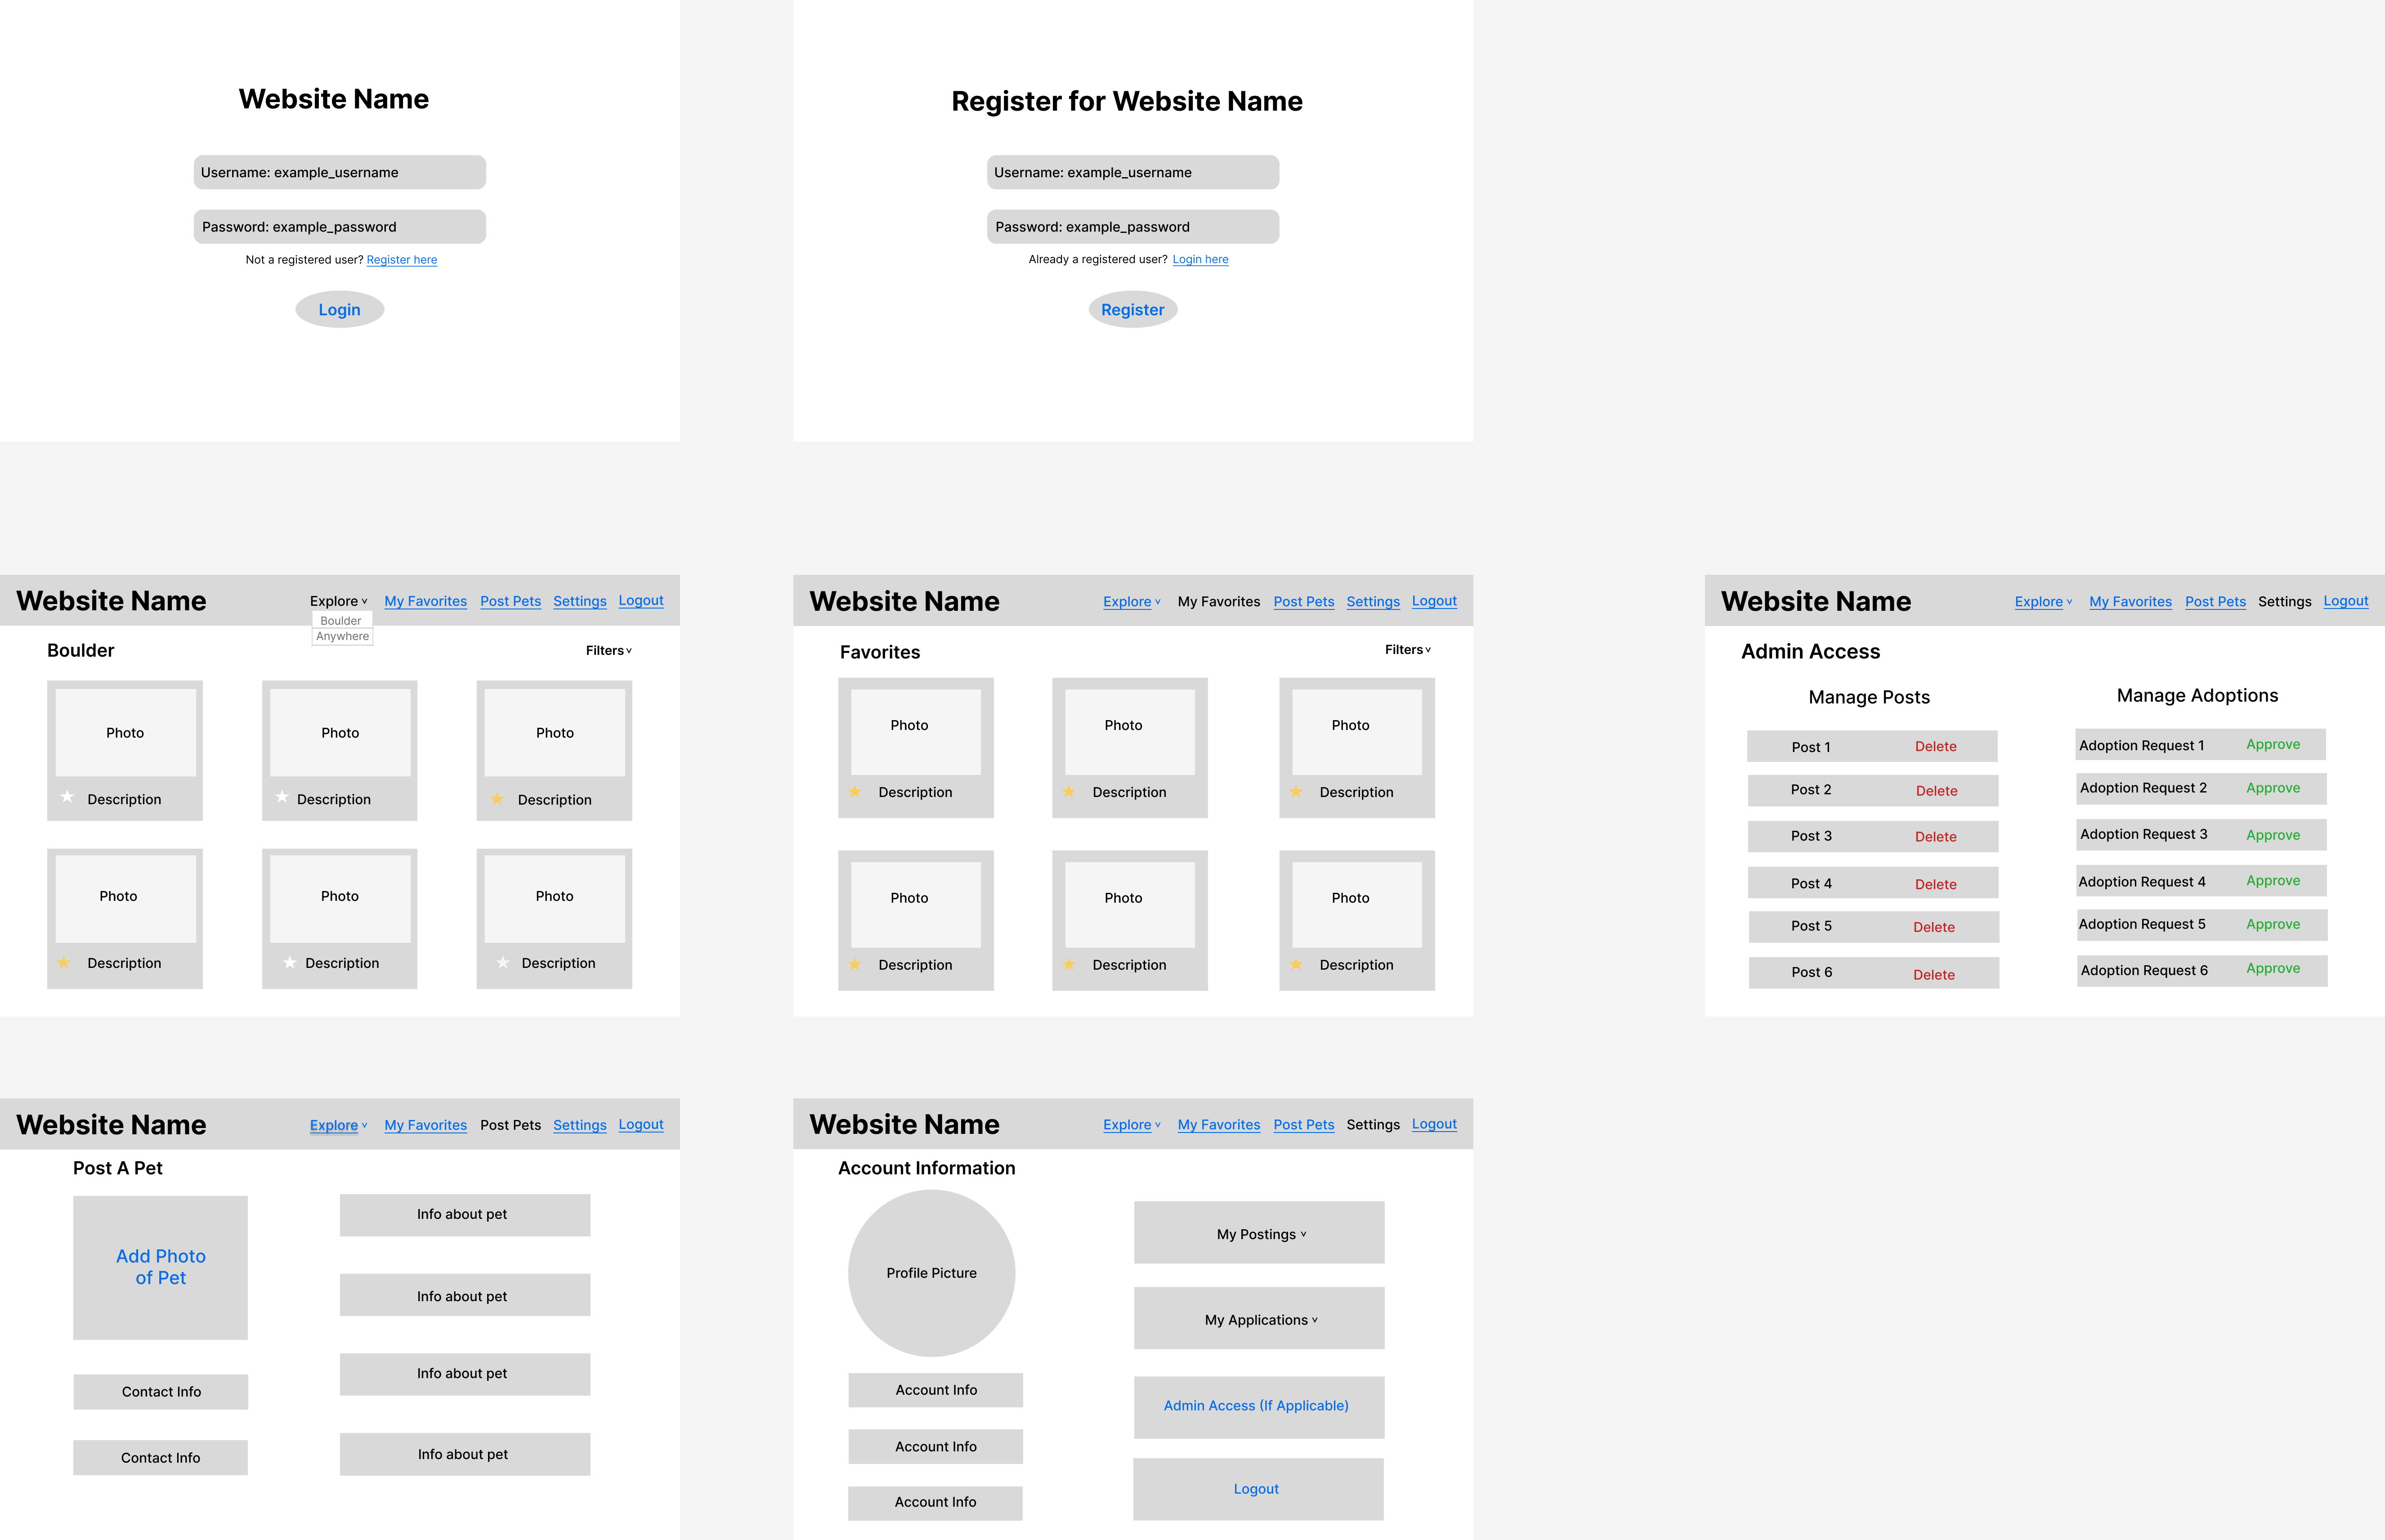 Website Name
Username: example_username
Password: example_password
Not a registered user? Register here
Login
Register for Website Name
Username: example_username
Password: example_password
Already a registered user? Login here
Register
Website Name
Explore v My Favorites Post Pets Settings Logout
Boulder
Anywhere
Boulder
Filters v
Photo Photo Photo
Description Description Description
Photo Photo Photo
Description Description Description
Website Name
Explore v My Favorites Post Pets Settings Logout
Favorites
Filters v
Photo Photo Photo
Description Description Description
Photo Photo Photo
Description Description Description
Website Name
Explore v My Favorites Post Pets Settings Logout
Admin Access
Manage Posts
Post 1 Delete
Post 2 Delete
Post 3 Delete
Post 4 Delete
Post 5 Delete
Post 6 Delete
Manage Adoptions
Adoption Request 1 Approve
Adoption Request 2 Approve
Adoption Request 3 Approve
Adoption Request 4 Approve
Adoption Request 5 Approve
Adoption Request 6 Approve
Website Name
Explore v My Favorites Post Pets Settings Logout
Post A Pet
Add Photo
of Pet
Contact Info
Contact Info
Info about pet
Info about pet
Info about pet
Info about pet
Website Name
Explore v My Favorites Post Pets Settings Logout
Account Information
Profile Picture
Account Info
Account Info
Account Info
My Postings v
My Applications v
Admin Access (If Applicable)
Logout